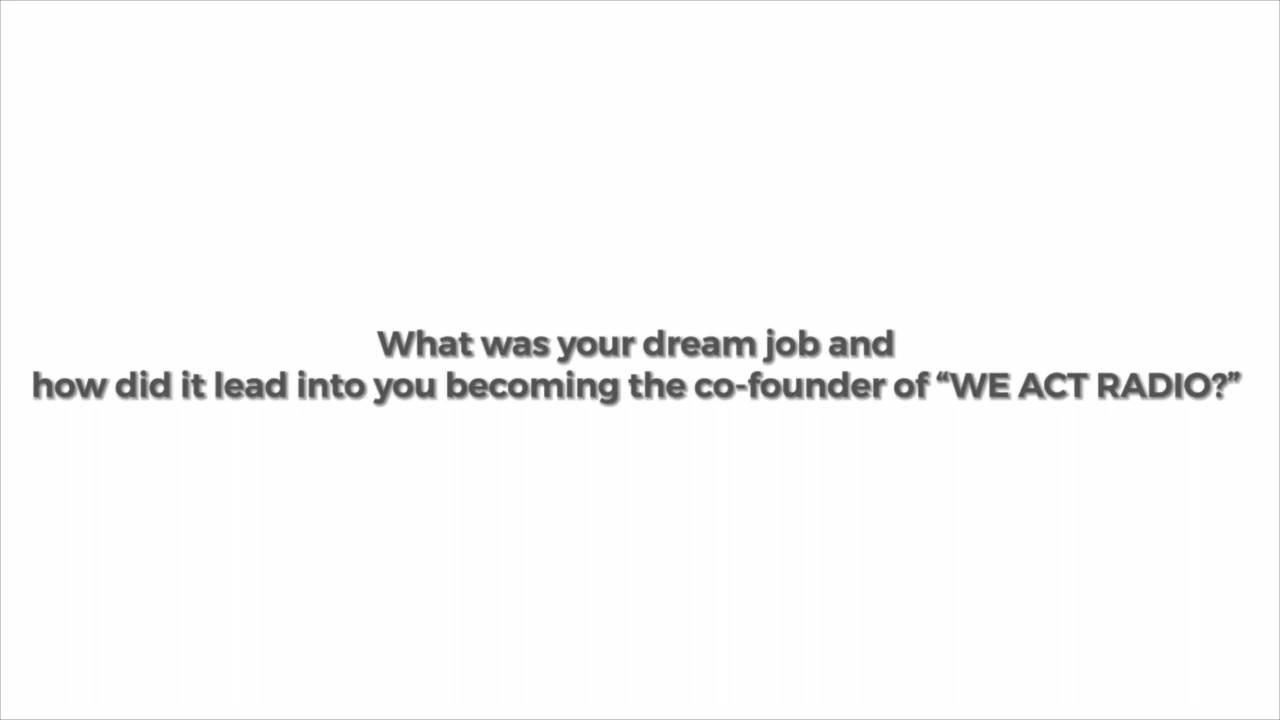 What was your dream job and
how did it lead into you becoming the co-founder of “WE ACT RADIO?”